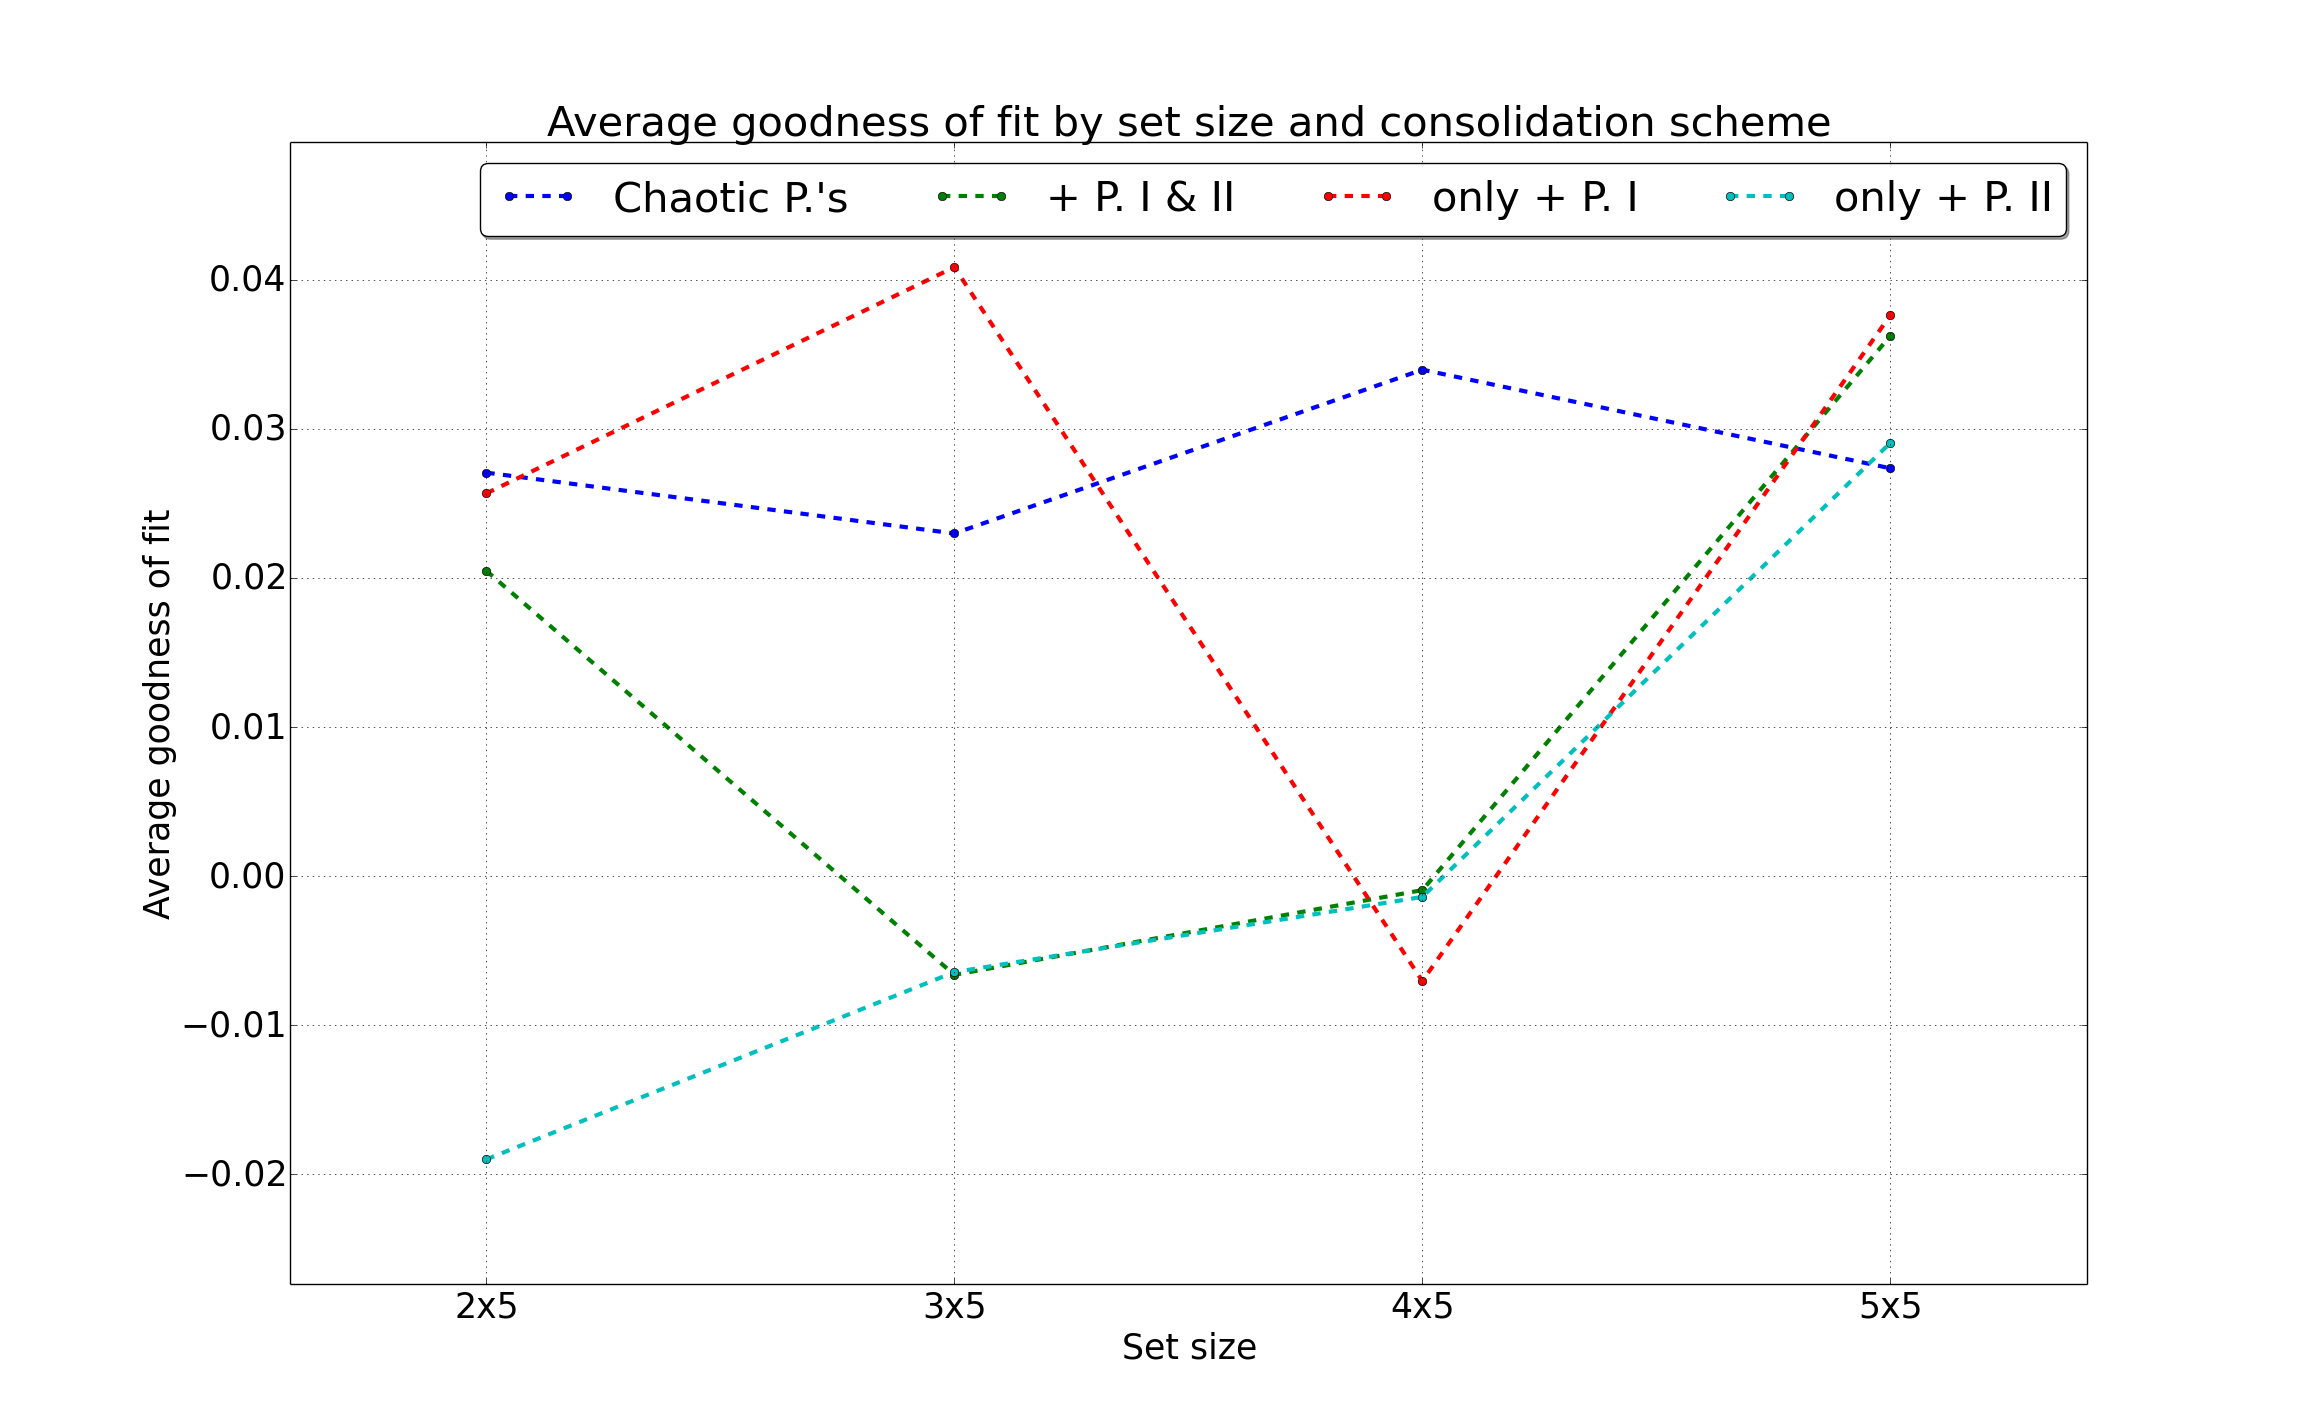 Average goodness of fit by set size and consolidation scheme
Chaotic P.'s + P. I & II only + P. I only + P. II
0.04
0.03
0.02
0.01
0.00
−0.01
−0.02
Average goodness of fit
2x5 3x5 4x5 5x5
Set size